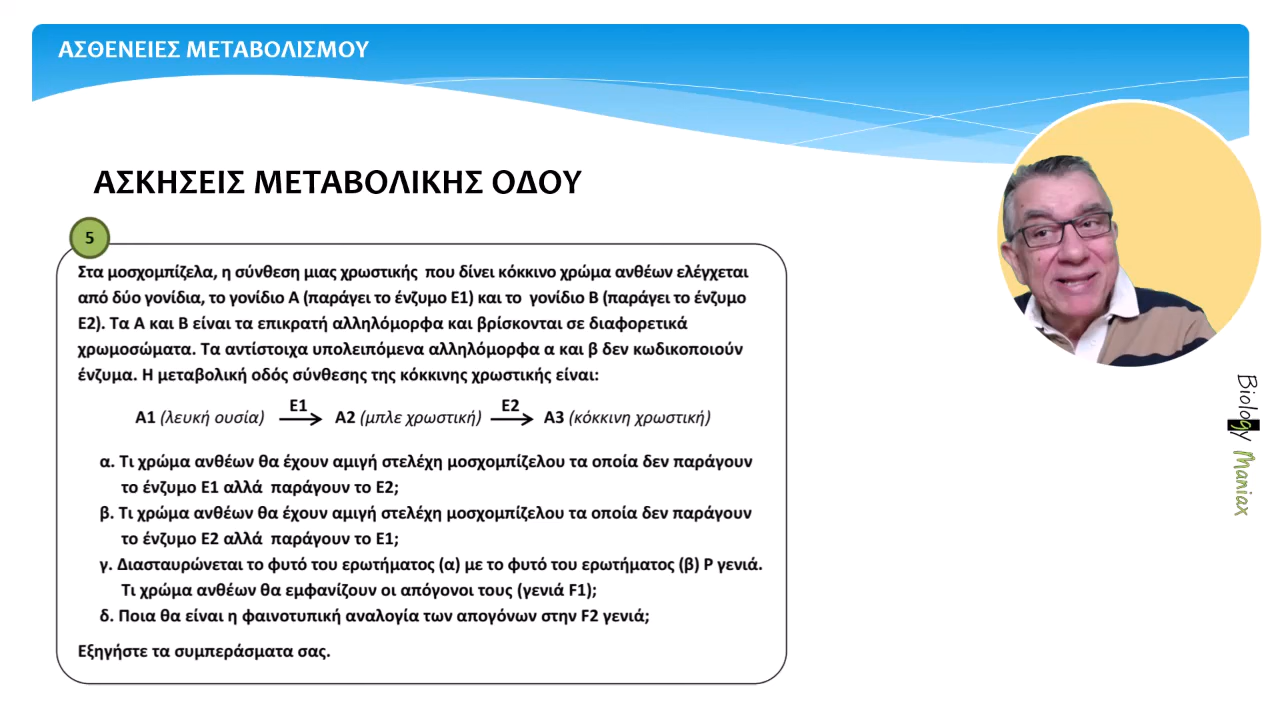 ΑΣΘΕΝΕΙΕΣ ΜΕΤΑΒΟΛΙΣΜΟΥ
ΑΣΚΗΣΕΙΣ ΜΕΤΑΒΟΛΙΚΗΣ ΟΔΟΥ
5
Στα μοσχομπίζελα, η σύνθεση μιας χρωστικής που δίνει κόκκινο χρώμα ανθέων ελέγχεται
από δύο γονίδια, το γονίδιο Α (παράγει το ένζυμο Ε1) και το γονίδιο Β (παράγει το ένζυμο
Ε2). Τα Α και Β είναι τα επικρατή αλληλόμορφα και βρίσκονται σε διαφορετικά
χρωμοσώματα. Τα αντίστοιχα υπολειπόμενα αλληλόμορφα α και β δεν κωδικοποιούν
ένζυμα. Η μεταβολική οδός σύνθεσης της κόκκινης χρωστικής είναι:
Ε1 Ε2
Α1 (λευκή ουσία) → Α2 (μπλε χρωστική) → Α3 (κόκκινη χρωστική)
α. Τι χρώμα ανθέων θα έχουν αμιγή στελέχη μοσχομπίζελου τα οποία δεν παράγουν
το ένζυμο Ε1 αλλά παράγουν το Ε2;
β. Τι χρώμα ανθέων θα έχουν αμιγή στελέχη μοσχομπίζελου τα οποία δεν παράγουν
το ένζυμο Ε2 αλλά παράγουν το Ε1;
γ. Διασταυρώνεται το φυτό του ερωτήματος (α) με το φυτό του ερωτήματος (β) P γενιά.
Τι χρώμα ανθέων θα εμφανίζουν οι απόγονοι τους (γενιά F1);
δ. Ποια θα είναι η φαινοτυπική αναλογία των απογόνων στην F2 γενιά;
Εξηγήστε τα συμπεράσματα σας.
Biology Maniax